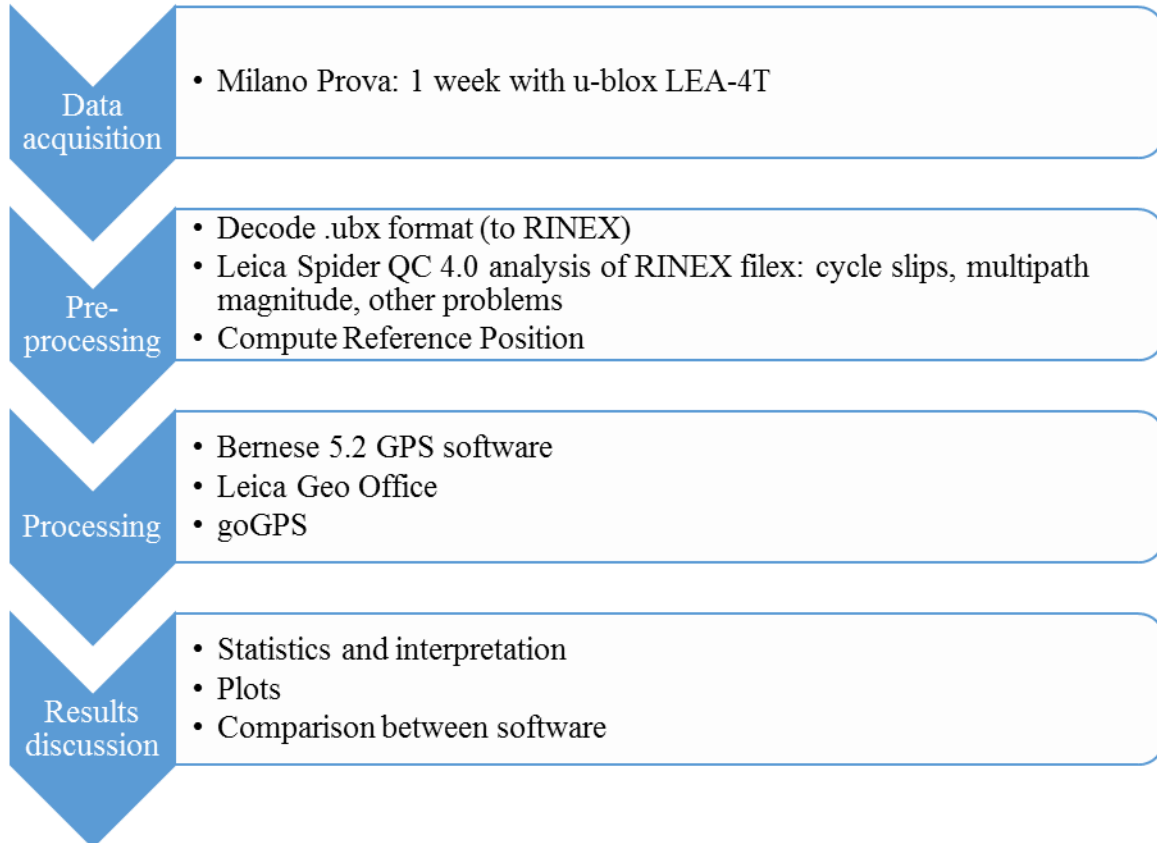 Data
acquisition
• Milano Prova: 1 week with u-blox LEA-4T
Pre-
processing
• Decode .ubx format (to RINEX)
• Leica Spider QC 4.0 analysis of RINEX filex: cycle slips, multipath
magnitude, other problems
• Compute Reference Position
Processing
• Bernese 5.2 GPS software
• Leica Geo Office
• goGPS
Results
discussion
• Statistics and interpretation
• Plots
• Comparison between software